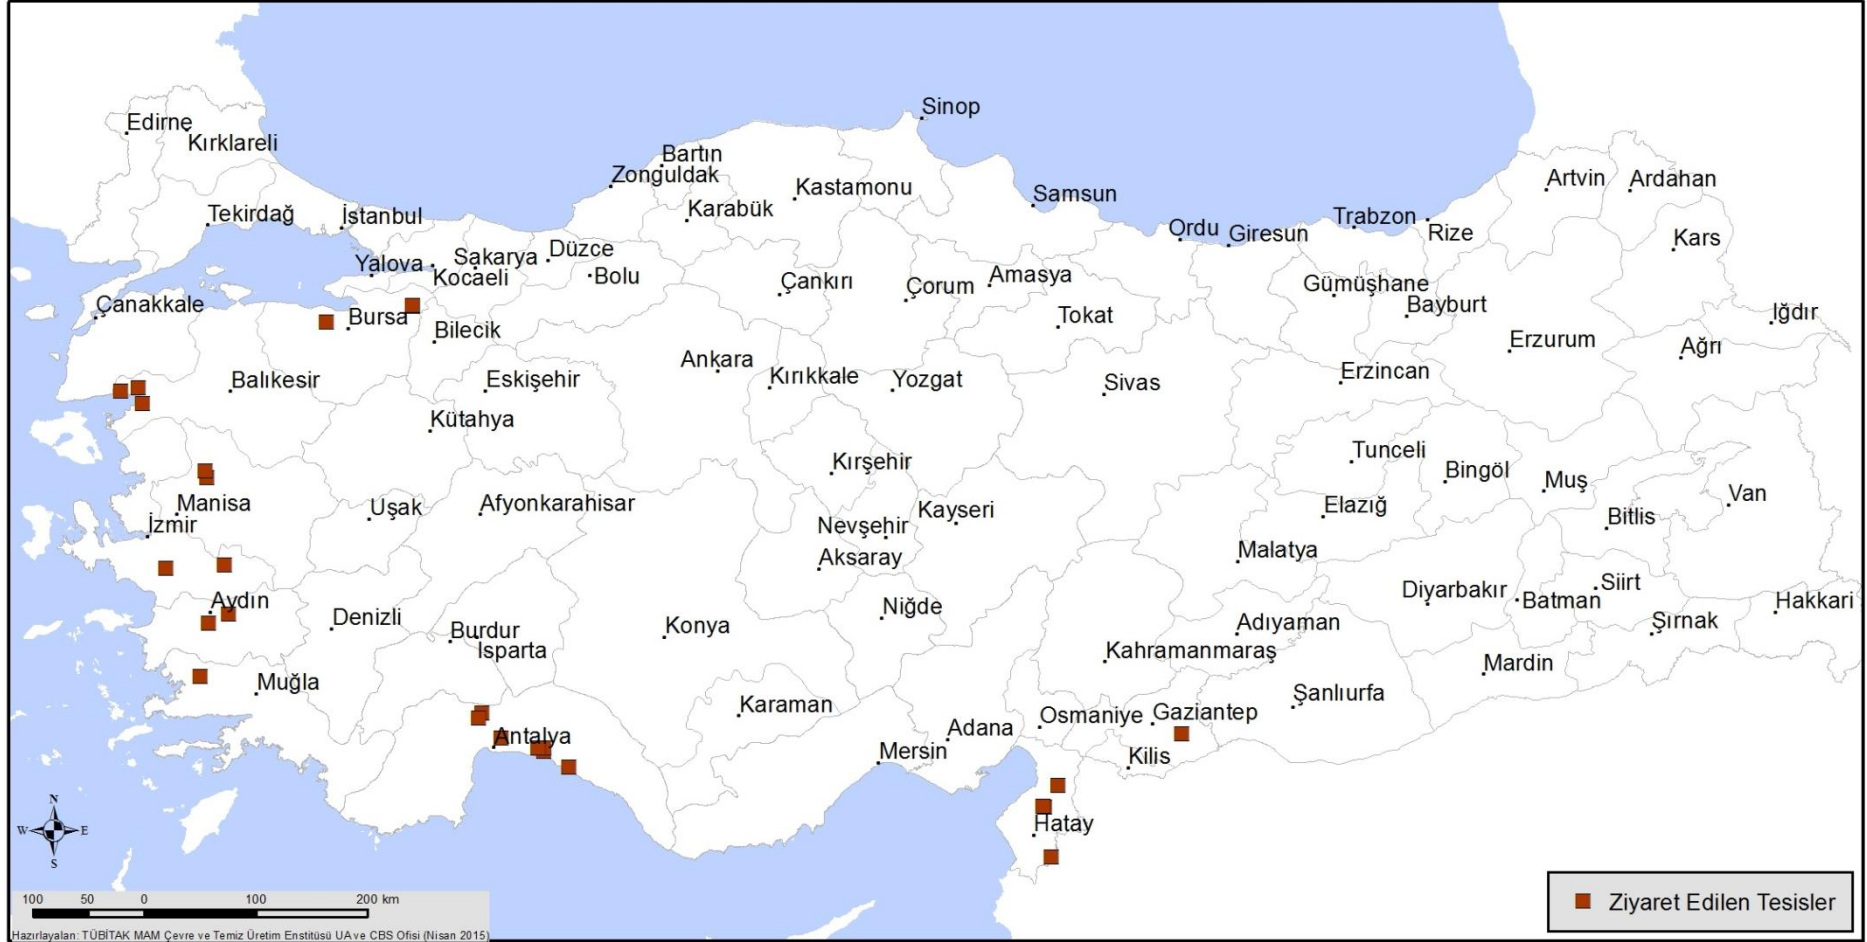 Sinop
Edirne
Kırklareli
Bartın
Zonguldak
Kastamonu
Karabük
Samsun
Artvin
Ardahan
Tekirdağ
İstanbul
Ordu
Giresun
Trabzon
Rize
Kars
Yalova
Kocaeli
Sakarya
Düzce
Bolu
Çankırı
Çorum
Amasya
Tokat
Gümüşhane
Bayburt
Iğdır
Çanakkale
Bursa
Bilecik
Ankara
Kırıkkale
Yozgat
Sivas
Erzincan
Erzurum
Ağrı
Balıkesir
Eskişehir
Kütahya
Kırşehir
Tunceli
Bingöl
Muş
Van
Manisa
İzmir
Uşak
Afyonkarahisar
Nevşehir
Kayseri
Aksaray
Elazığ
Bitlis
Malatya
Aydın
Denizli
Burdur
Isparta
Konya
Niğde
Kahramanmaraş
Adıyaman
Diyarbakır
Batman
Siirt
Şırnak
Hakkari
Mardin
Muğla
Antalya
Karaman
Mersin
Adana
Osmaniye
Gaziantep
Kilis
Şanlıurfa
Hatay
N
W E
S
100 50 0 100 200 km
Hazırlayalan: TÜBİTAK MAM Çevre ve Temiz Üretim Enstitüsü UA ve CBS Ofisi (Nisan 2015)
Ziyaret Edilen Tesisler